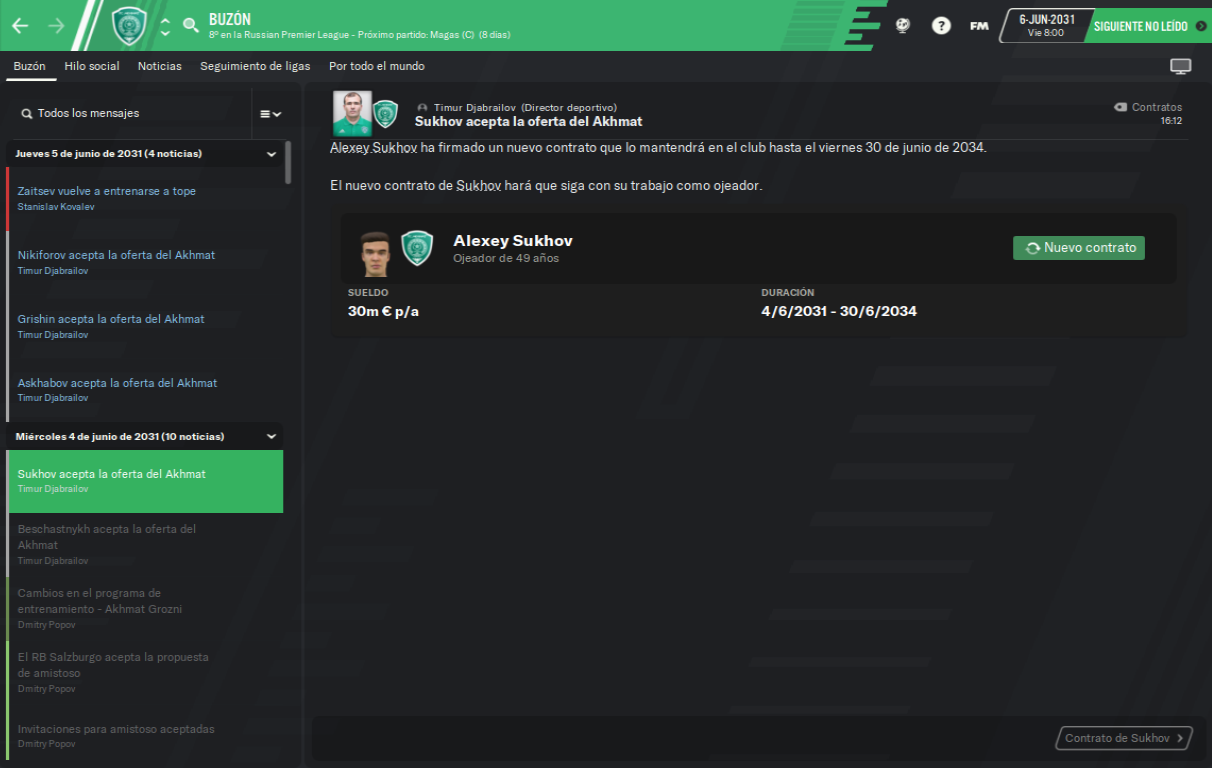 BUZÓN
8º en la Russian Premier League - Próximo partido: Magas (C) (8 días)
?
FM
6-JUN-2031
Vie 8:00
SIGUIENTE NO LEÍDO
Buzón
Hilo social
Noticias
Seguimiento de ligas
Por todo el mundo
Todos los mensajes
Jueves 5 de junio de 2031 (4 noticias)
Zaitsev vuelve a entrenarse a tope
Stanislav Kovalev
Nikiforov acepta la oferta del Akhmat
Timur Djabrailov
Grishin acepta la oferta del Akhmat
Timur Djabrailov
Askhabov acepta la oferta del Akhmat
Timur Djabrailov
Miércoles 4 de junio de 2031 (10 noticias)
Sukhov acepta la oferta del Akhmat
Timur Djabrailov
Beschastnykh acepta la oferta del
Akhmat
Timur Djabrailov
Cambios en el programa de
entrenamiento - Akhmat Grozni
Dmitry Popov
El RB Salzburgo acepta la propuesta
de amistoso
Dmitry Popov
Invitaciones para amistoso aceptadas
Dmitry Popov
Timur Djabrailov (Director deportivo)
Sukhov acepta la oferta del Akhmat
Contratos
16:12
Alexey Sukhov ha firmado un nuevo contrato que lo mantendrá en el club hasta el viernes 30 de junio de 2034.
El nuevo contrato de Sukhov hará que siga con su trabajo como ojeador.
Alexey Sukhov
Ojeador de 49 años
Nuevo contrato
SUELDO
30m € p/a
DURACIÓN
4/6/2031 - 30/6/2034
Contrato de Sukhov